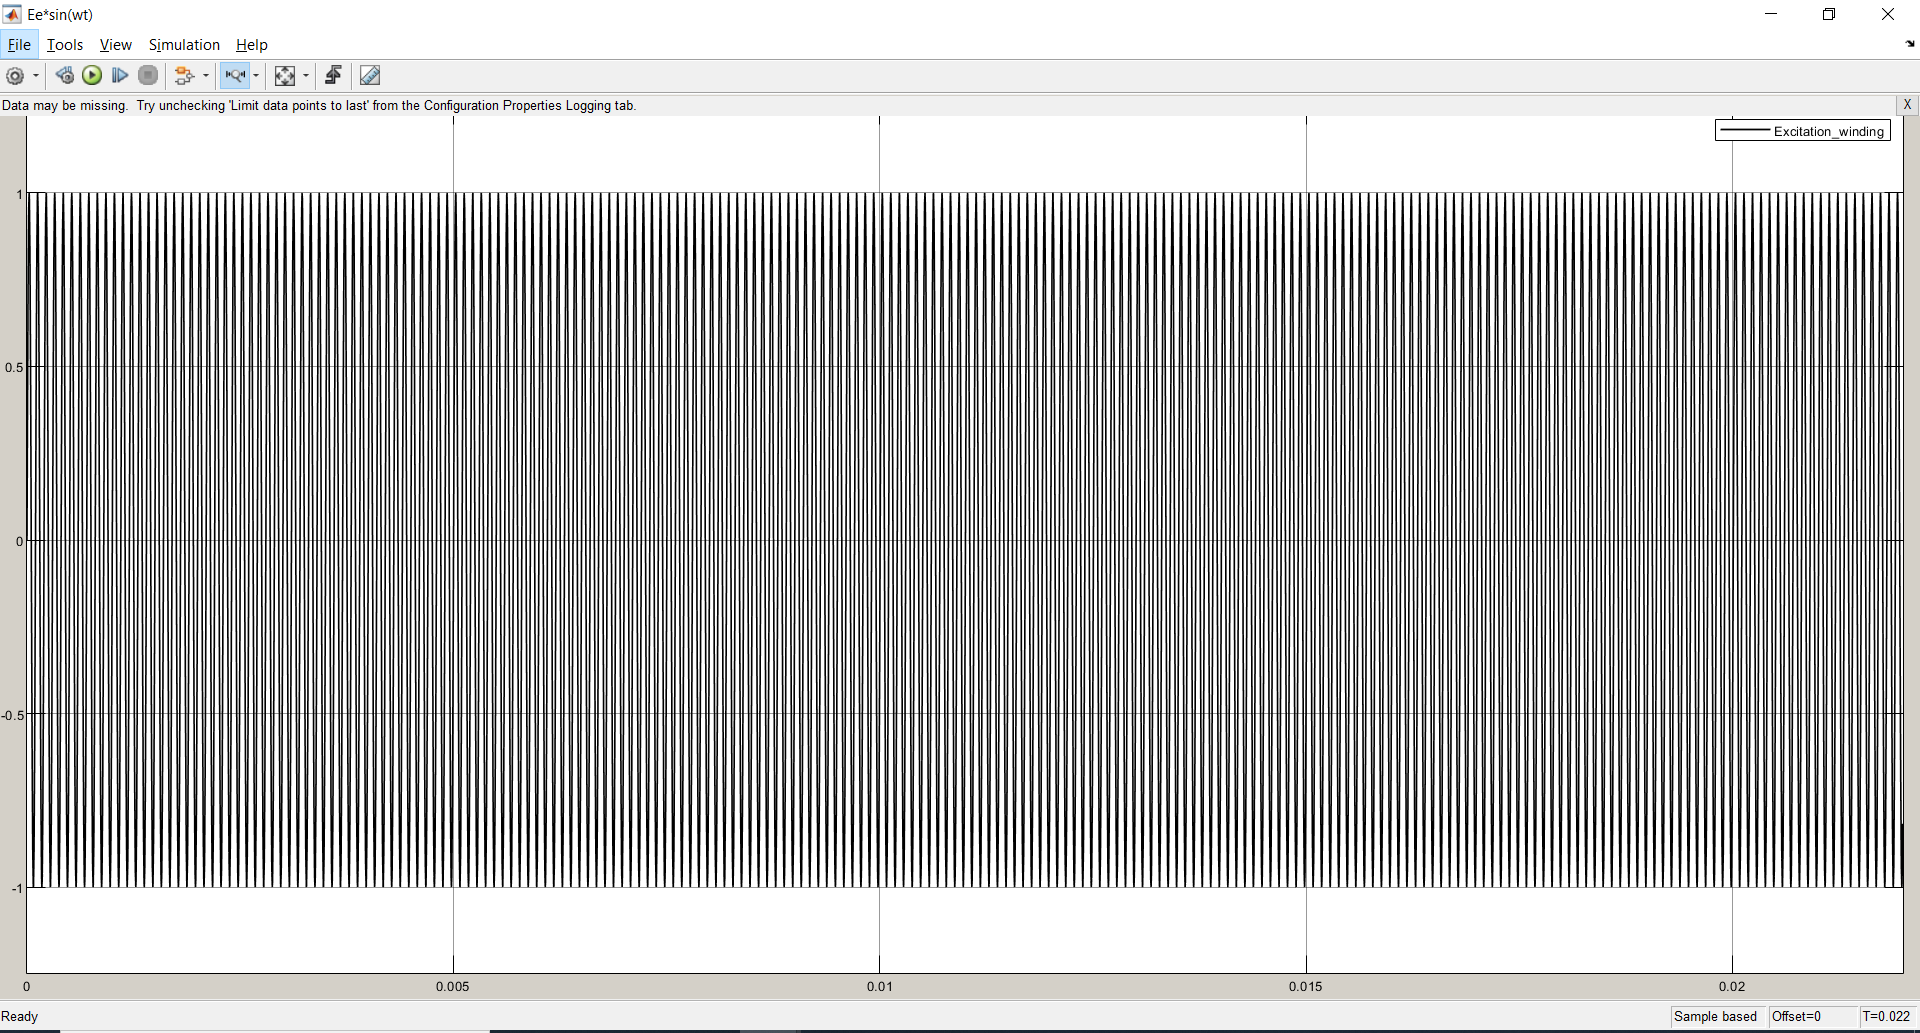 Ee*sin(wt)
File Tools View Simulation Help
Data may be missing. Try unchecking 'Limit data points to last' from the Configuration Properties Logging tab. X
Excitation_winding
1
0.5
0
-0.5
-1
0 0.005 0.01 0.015 0.02
Ready Sample based Offset=0 T=0.022